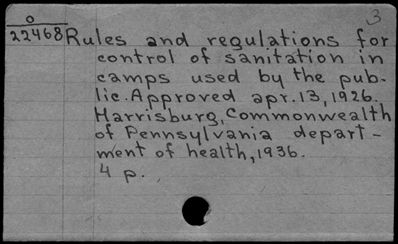 o 3
22468 Rules and regulations for
control of sanitation in
camps used by the pub-
lic. Approved apr. 13, 1926.
Harrisburg, Commonwealth
of Pennsylvania depart-
ment of health, 1936.
4 p.